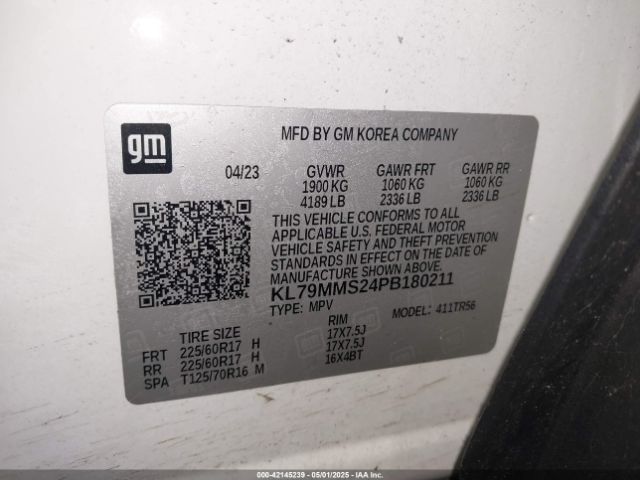 gm
MFD BY GM KOREA COMPANY
04/23 GVWR GAWR FRT GAWR RR
1900 KG 1060 KG 1060 KG
4189 LB 2336 LB 2336 LB
THIS VEHICLE CONFORMS TO ALL
APPLICABLE U.S. FEDERAL MOTOR
VEHICLE SAFETY AND THEFT PREVENTION
STANDARDS IN EFFECT ON THE DATE OF
MANUFACTURE SHOWN ABOVE.
KL79MMS24PB180211
TYPE: MPV MODEL: 411TR56
TIRE SIZE RIM
FRT 225/60R17 H 17X7.5J
RR 225/60R17 H 17X7.5J
SPA T125/70R16 M 16X4BT
000-42145239 - 05/01/2025 - IAAI.COM